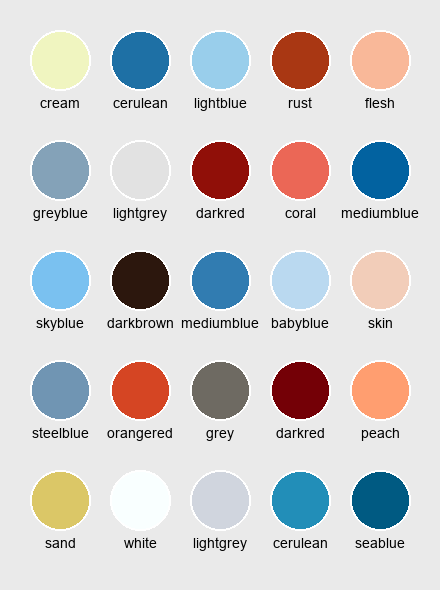 cream cerulean lightblue rust flesh
greyblue lightgrey darkred coral mediumblue
skyblue darkbrown mediumblue babyblue skin
steelblue orangered grey darkred peach
sand white lightgrey cerulean seablue